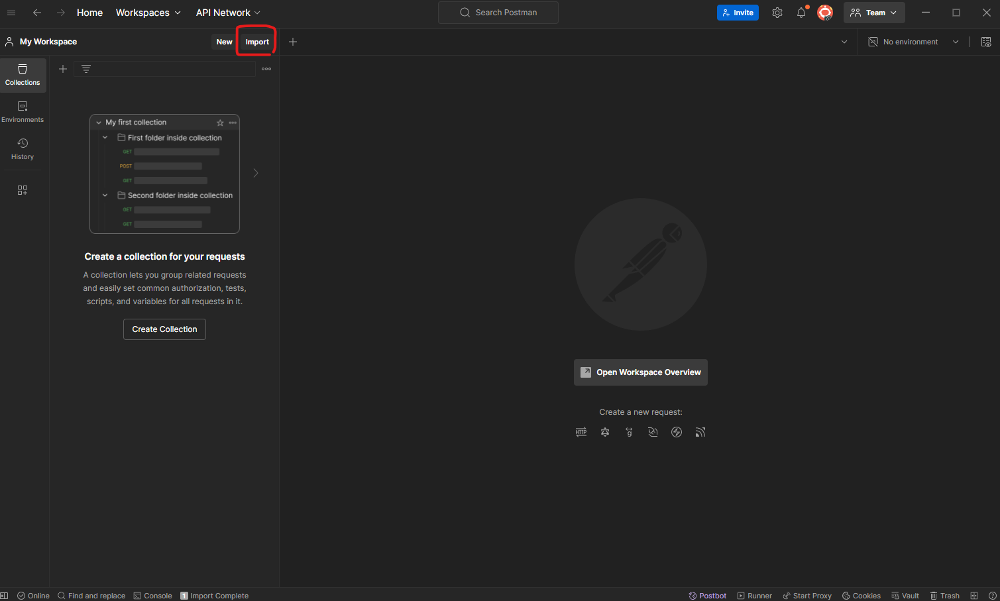 Home
Workspaces
API Network
Search Postman
Invite
Team
My Workspace
New
Import
No environment
Collections
Environments
History
My first collection
First folder inside collection
GET
POST
GET
Second folder inside collection
GET
GET
Create a collection for your requests
A collection lets you group related requests
and easily set common authorization, tests,
scripts, and variables for all requests in it.
Create Collection
Open Workspace Overview
Create a new request:
HTTP
g
Online
Find and replace
Console
1 Import Complete
Postbot
Runner
Start Proxy
Cookies
Vault
Trash